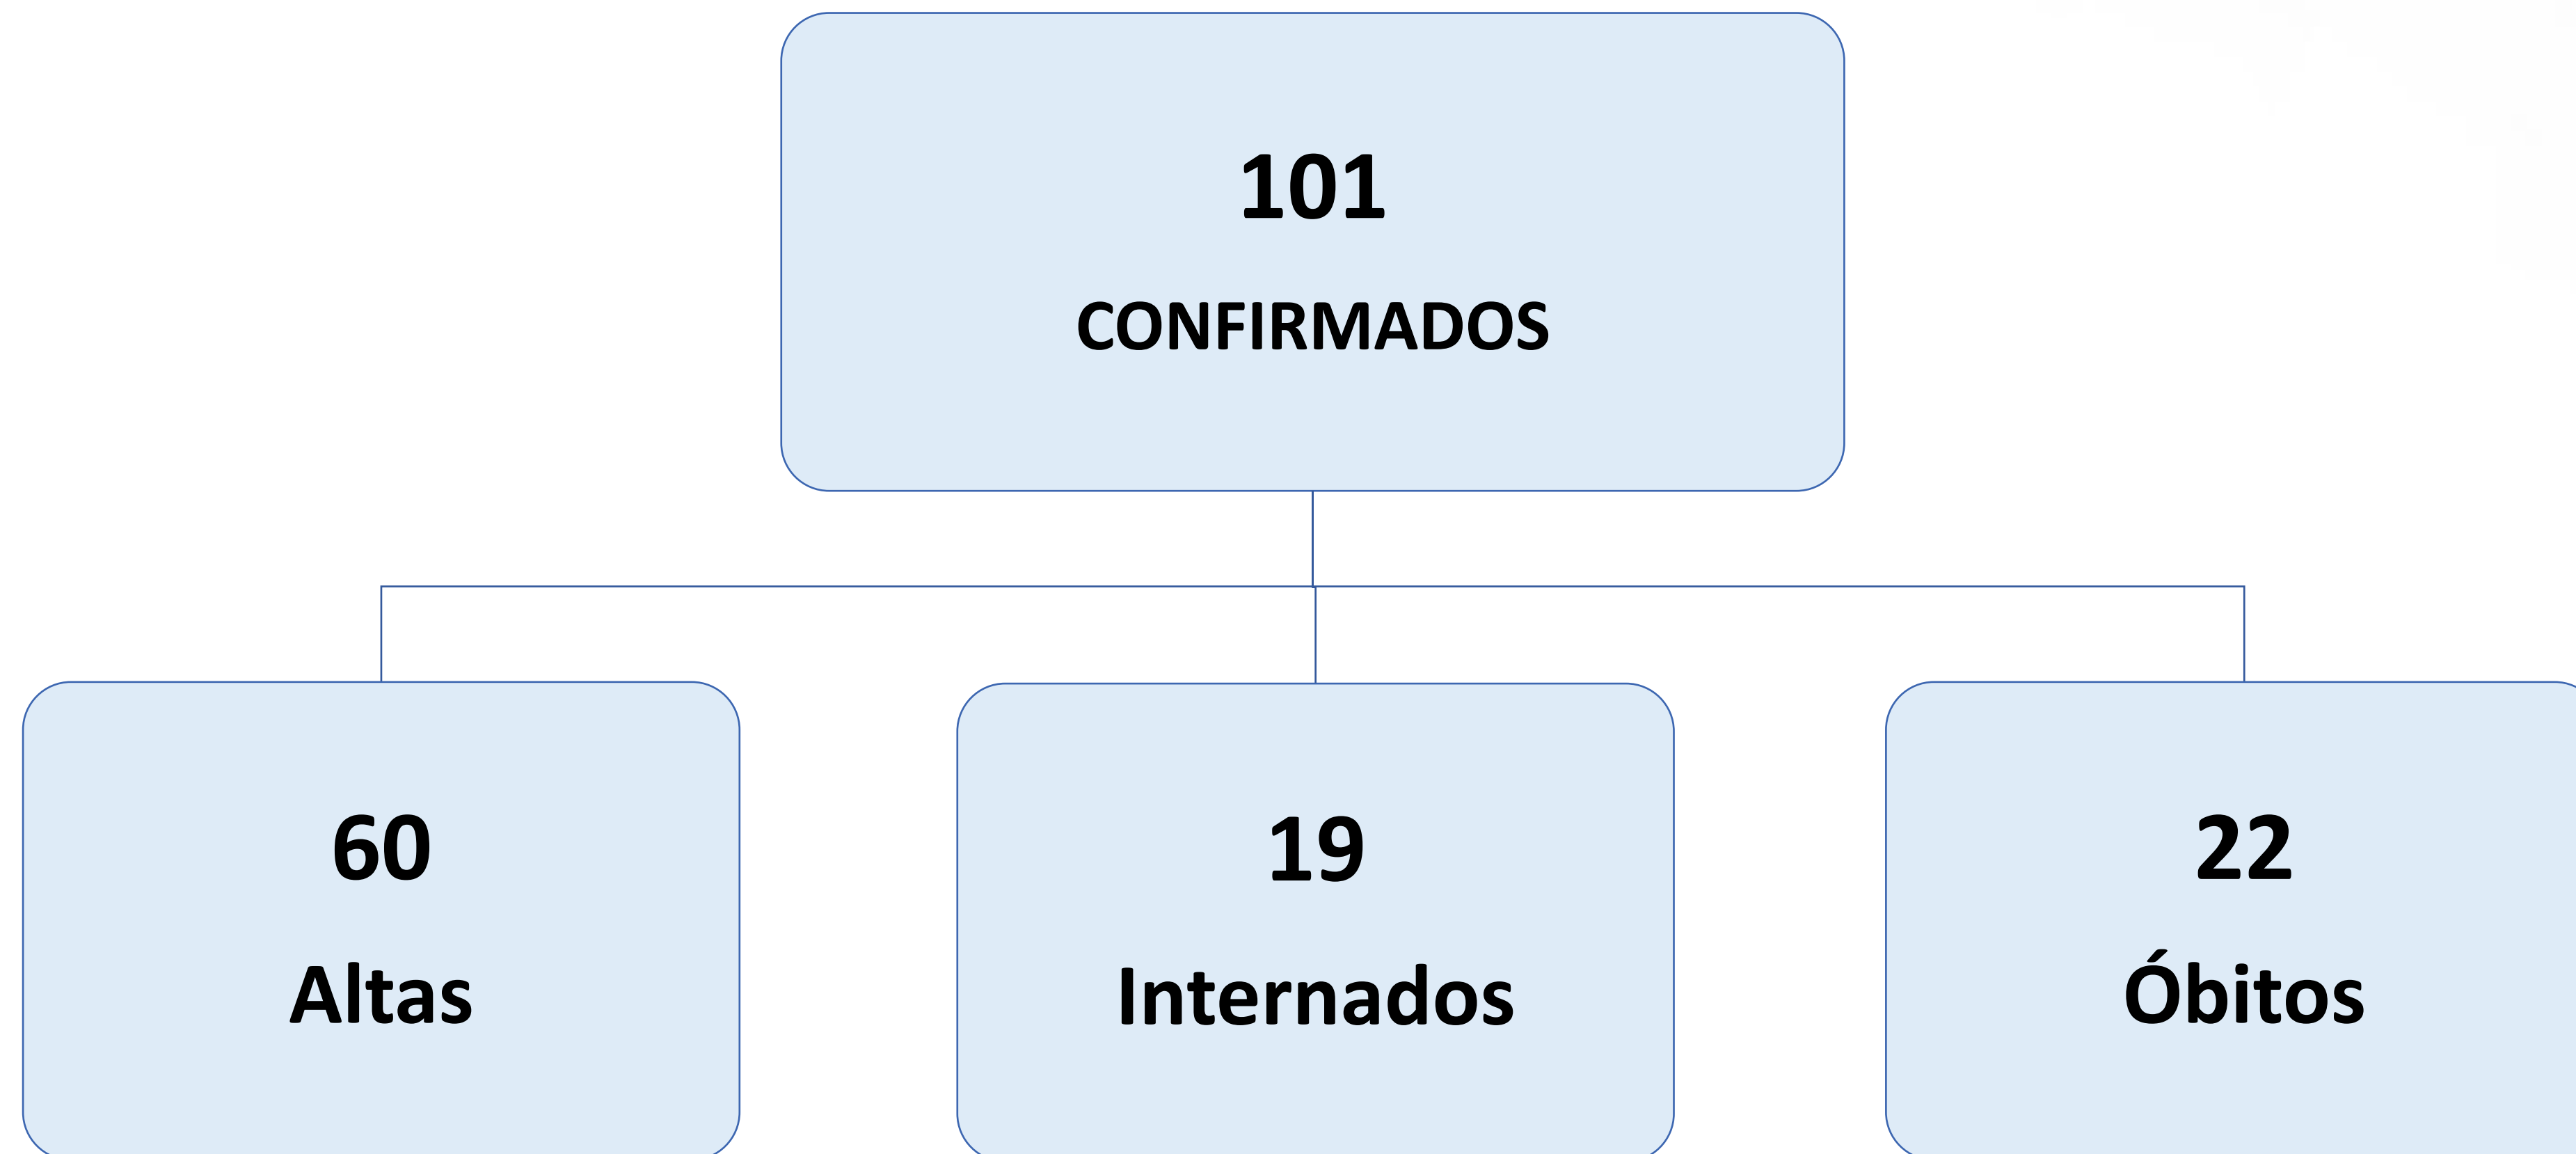 101
CONFIRMADOS
60
Altas
19
Internados
22
Óbitos